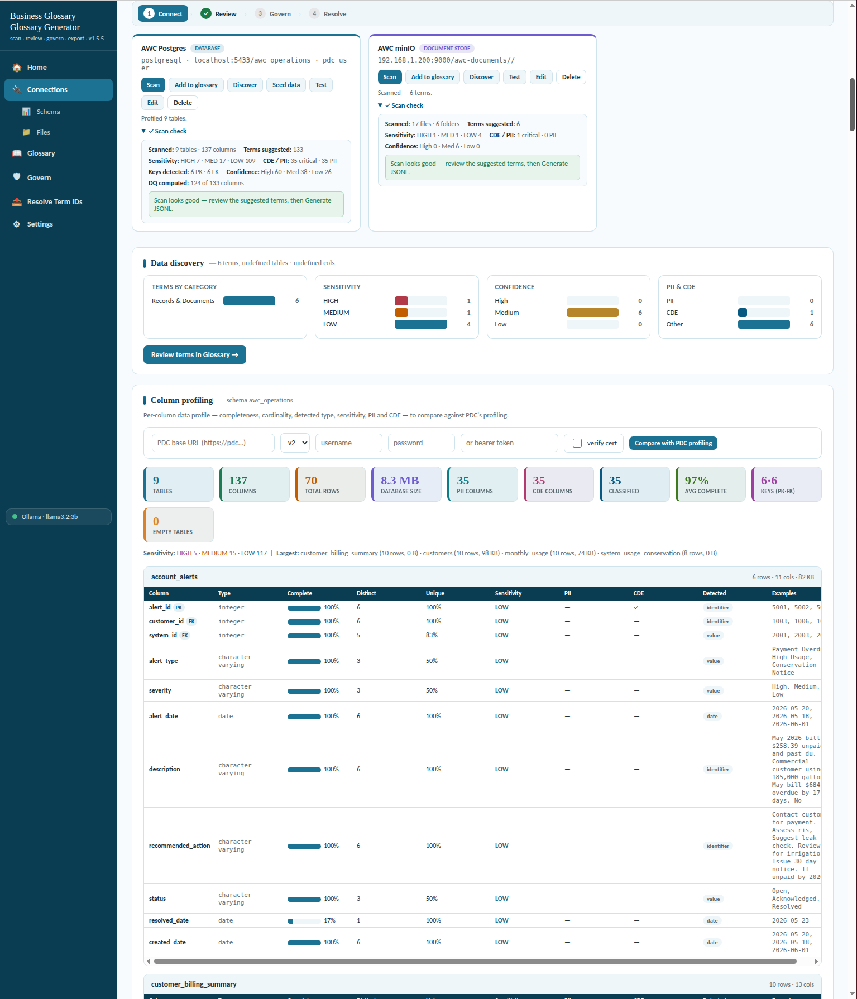 Business Glossary
Glossary Generator
scan · review · govern · export · v1.5.5
Home
Connections
Schema
Files
Glossary
Govern
Resolve Term IDs
Settings
Ollama · llama3.2:3b
1 Connect › ✓ Review › 3 Govern › 4 Resolve
AWC Postgres DATABASE
postgresql · localhost:5433/awc_operations · pdc_us
er
Scan Add to glossary Discover Seed data Test
Edit Delete
Profiled 9 tables.
▼ ✓ Scan check
Scanned: 9 tables · 137 columns Terms suggested: 133
Sensitivity: HIGH 7 · MED 17 · LOW 109 CDE / PII: 35 critical · 35 PII
Keys detected: 6 PK · 6 FK Confidence: High 60 · Med 38 · Low 26
DQ computed: 124 of 133 columns
Scan looks good — review the suggested terms, then Generate
JSONL.
AWC minIO DOCUMENT STORE
192.168.1.200:9000/awc-documents//
Scan Add to glossary Discover Test Edit Delete
Scanned — 6 terms.
▼ ✓ Scan check
Scanned: 17 files · 6 folders Terms suggested: 6
Sensitivity: HIGH 1 · MED 1 · LOW 4 CDE / PII: 1 critical · 0 PII
Confidence: High 0 · Med 6 · Low 0
Scan looks good — review the suggested terms, then Generate
JSONL.
Data discovery — 6 terms, undefined tables · undefined cols
TERMS BY CATEGORY
Records & Documents 6
SENSITIVITY
HIGH 1
MEDIUM 1
LOW 4
CONFIDENCE
High 0
Medium 6
Low 0
PII & CDE
PII 0
CDE 1
Other 6
Review terms in Glossary →
Column profiling — schema awc_operations
Per-column data profile — completeness, cardinality, detected type, sensitivity, PII and CDE — to compare against PDC's profiling.
PDC base URL (https://pdc...) v2 username password or bearer token verify cert Compare with PDC profiling
9
TABLES
137
COLUMNS
70
TOTAL ROWS
8.3 MB
DATABASE SIZE
35
PII COLUMNS
35
CDE COLUMNS
35
CLASSIFIED
97%
AVG COMPLETE
6·6
KEYS (PK·FK)
0
EMPTY TABLES
Sensitivity: HIGH 5 · MEDIUM 15 · LOW 117 | Largest: customer_billing_summary (10 rows, 0 B) · customers (10 rows, 98 KB) · monthly_usage (10 rows, 74 KB) · system_usage_conservation (8 rows, 0 B)
account_alerts 6 rows · 11 cols · 82 KB
Column Type Complete Distinct Unique Sensitivity PII CDE Detected Examples
alert_id PK integer 100% 6 100% LOW — ✓ identifier 5001, 5002, 50
customer_id FK integer 100% 6 100% LOW — — identifier 1003, 1006, 10
system_id FK integer 100% 5 83% LOW — — value 2001, 2003, 20
alert_type character varying 100% 3 50% LOW — — value
Payment Overdu
High Usage,
Conservation
Notice
severity character varying 100% 3 50% LOW — — value
High, Medium,
Low
alert_date date 100% 6 100% LOW — — date
2026-05-20,
2026-05-18,
2026-06-01
description character varying 100% 6 100% LOW — — identifier
May 2026 bill
$258.39 unpaid
and past du,
Commercial
customer using
185,000 gallon
May bill $684
overdue by 17
days. No
recommended_action character varying 100% 6 100% LOW — — identifier
Contact custom
for payment.
Assess ris,
Suggest leak
check. Review
for irrigatio
Issue 30-day
notice. If
unpaid by 2026
status character varying 100% 3 50% LOW — — value
Open,
Acknowledged,
Resolved
resolved_date date 17% 1 100% LOW — — date 2026-05-23
created_date date 100% 6 100% LOW — — date
2026-05-20,
2026-05-18,
2026-06-01
customer_billing_summary 10 rows · 13 cols